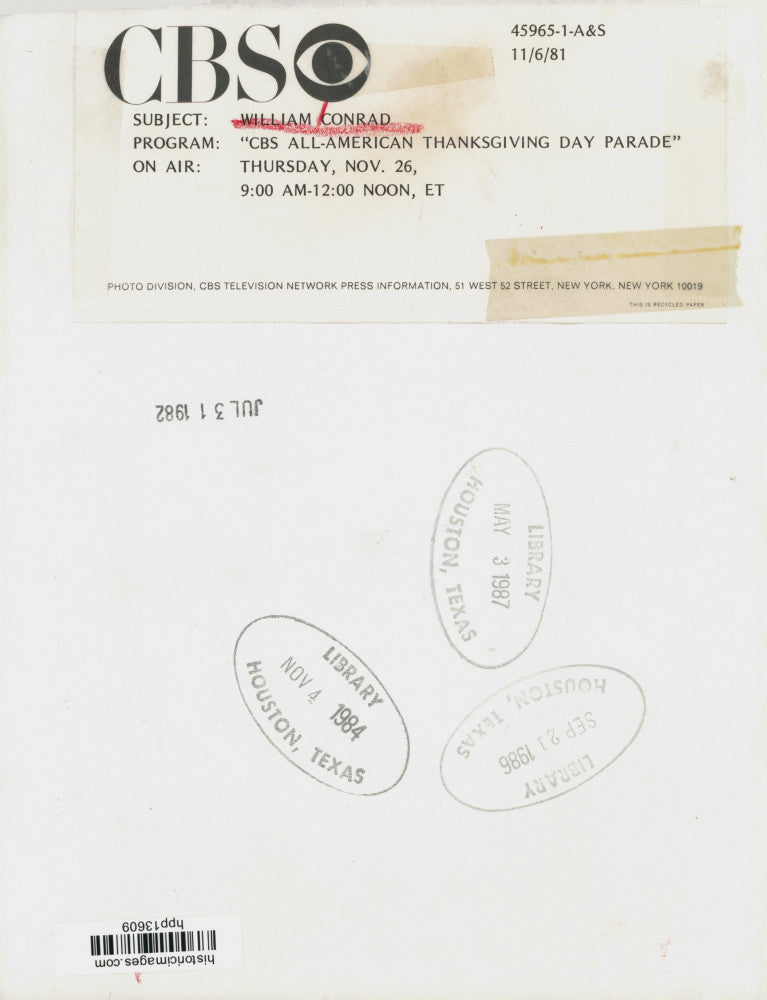 CBS
45965-1-A&S
11/6/81
SUBJECT: WILLIAM CONRAD
PROGRAM: “CBS ALL-AMERICAN THANKSGIVING DAY PARADE”
ON AIR: THURSDAY, NOV. 26,
9:00 AM-12:00 NOON, ET
PHOTO DIVISION, CBS TELEVISION NETWORK PRESS INFORMATION, 51 WEST 52 STREET, NEW YORK, NEW YORK 10019
THIS IS RECYCLED PAPER
JUL 31 1982
LIBRARY
MAY 3 1987
HOUSTON, TEXAS
LIBRARY
NOV 4 1984
HOUSTON, TEXAS
LIBRARY
SEP 21 1986
HOUSTON, TEXAS
historicimages.com
hpp13609